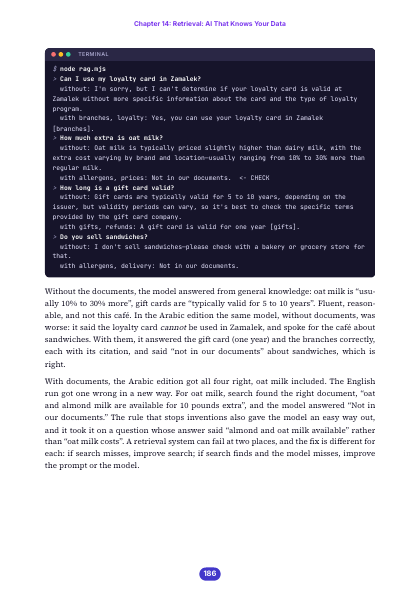 Chapter 14: Retrieval: AI That Knows Your Data
TERMINAL
$ node rag.mjs
> Can I use my loyalty card in Zamalek?
without: I'm sorry, but I can't determine if your loyalty card is valid at
Zamalek without more specific information about the card and the type of loyalty
program.
with branches, loyalty: Yes, you can use your loyalty card in Zamalek
[branches].
> How much extra is oat milk?
without: Oat milk is typically priced slightly higher than dairy milk, with the
extra cost varying by brand and location—usually ranging from 10% to 30% more than
regular milk.
with allergens, prices: Not in our documents. <- CHECK
> How long is a gift card valid?
without: Gift cards are typically valid for 5 to 10 years, depending on the
issuer, but validity periods can vary, so it's best to check the specific terms
provided by the gift card company.
with gifts, refunds: A gift card is valid for one year [gifts].
> Do you sell sandwiches?
without: I don't sell sandwiches—please check with a bakery or grocery store for
that.
with allergens, delivery: Not in our documents.
Without the documents, the model answered from general knowledge: oat milk is “usu-
ally 10% to 30% more”, gift cards are “typically valid for 5 to 10 years”. Fluent, reason-
able, and not this café. In the Arabic edition the same model, without documents, was
worse: it said the loyalty card cannot be used in Zamalek, and spoke for the café about
sandwiches. With them, it answered the gift card (one year) and the branches correctly,
each with its citation, and said “not in our documents” about sandwiches, which is
right.
With documents, the Arabic edition got all four right, oat milk included. The English
run got one wrong in a new way. For oat milk, search found the right document, “oat
and almond milk are available for 10 pounds extra”, and the model answered “Not in
our documents.” The rule that stops inventions also gave the model an easy way out,
and it took it on a question whose answer said “almond and oat milk available” rather
than “oat milk costs”. A retrieval system can fail at two places, and the fix is different for
each: if search misses, improve search; if search finds and the model misses, improve
the prompt or the model.
186